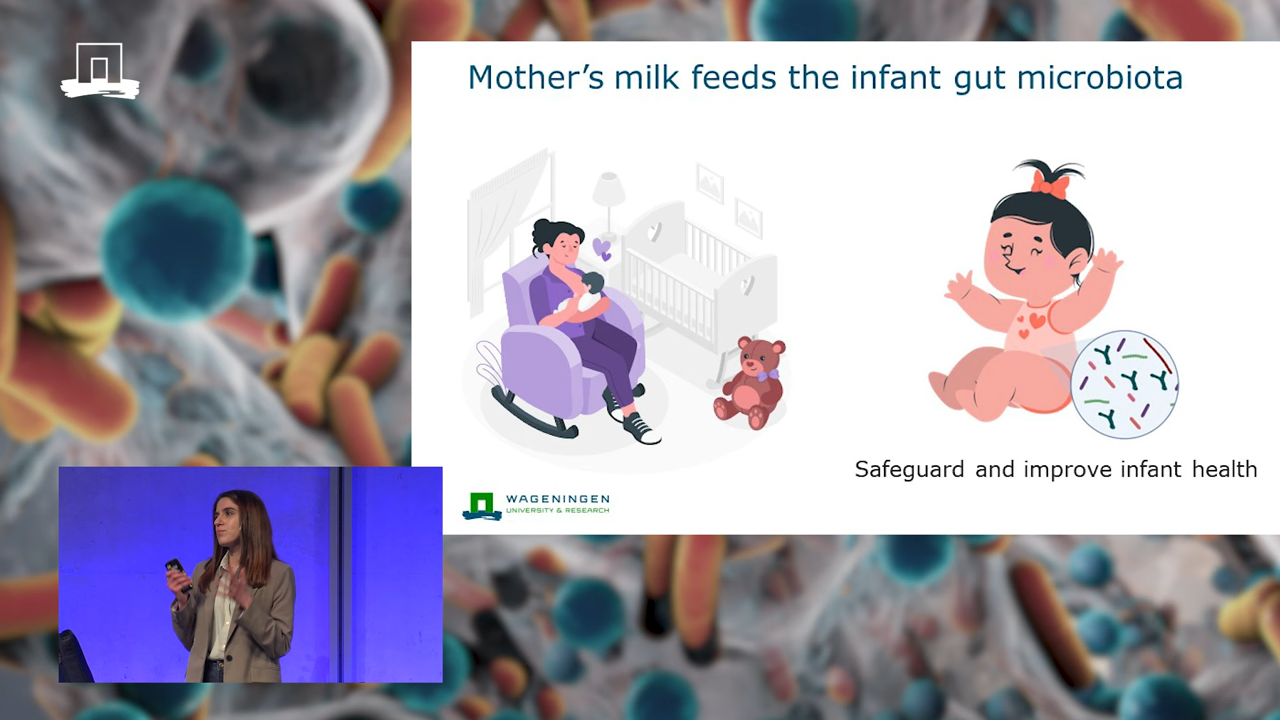 Mother’s milk feeds the infant gut microbiota
Safeguard and improve infant health
WAGENINGEN
UNIVERSITY & RESEARCH